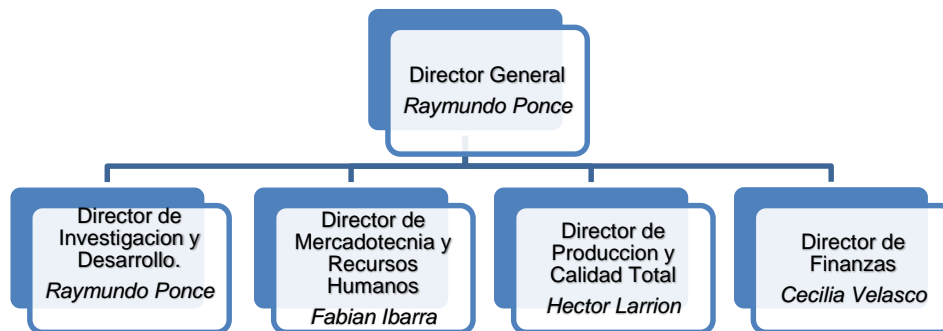 Director General
Raymundo Ponce
Director de
Investigacion y
Desarrollo.
Raymundo Ponce
Director de
Mercadotecnia y
Recursos
Humanos
Fabian Ibarra
Director de
Produccion y
Calidad Total
Hector Larrion
Director de
Finanzas
Cecilia Velasco